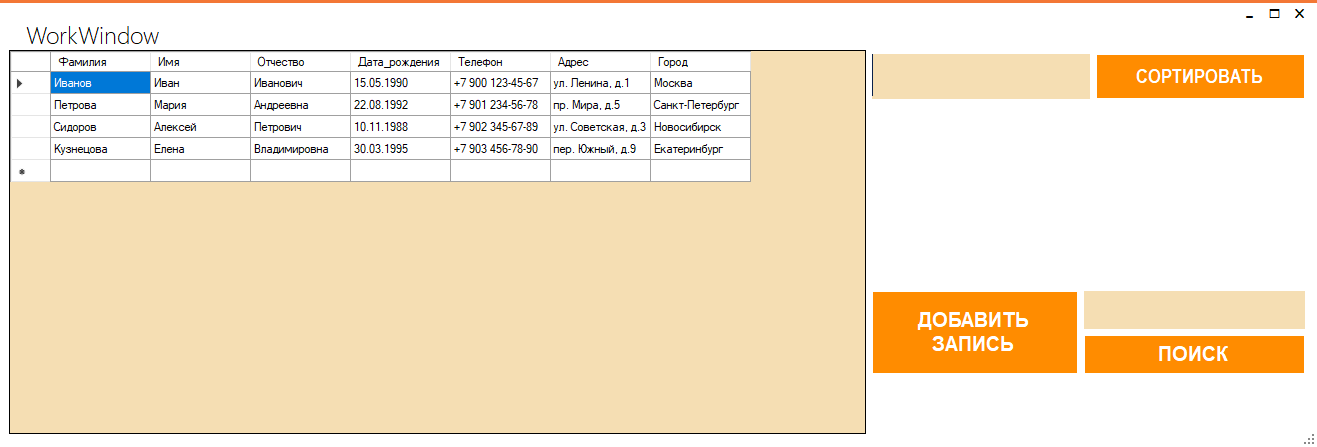 WorkWindow
Фамилия Имя Отчество Дата_рождения Телефон Адрес Город
Иванов Иван Иванович 15.05.1990 +7 900 123-45-67 ул. Ленина, д.1 Москва
Петрова Мария Андреевна 22.08.1992 +7 901 234-56-78 пр. Мира, д.5 Санкт-Петербург
Сидоров Алексей Петрович 10.11.1988 +7 902 345-67-89 ул. Советская, д.3 Новосибирск
Кузнецова Елена Владимировна 30.03.1995 +7 903 456-78-90 пер. Южный, д.9 Екатеринбург
СОРТИРОВАТЬ
ДОБАВИТЬ
ЗАПИСЬ
ПОИСК